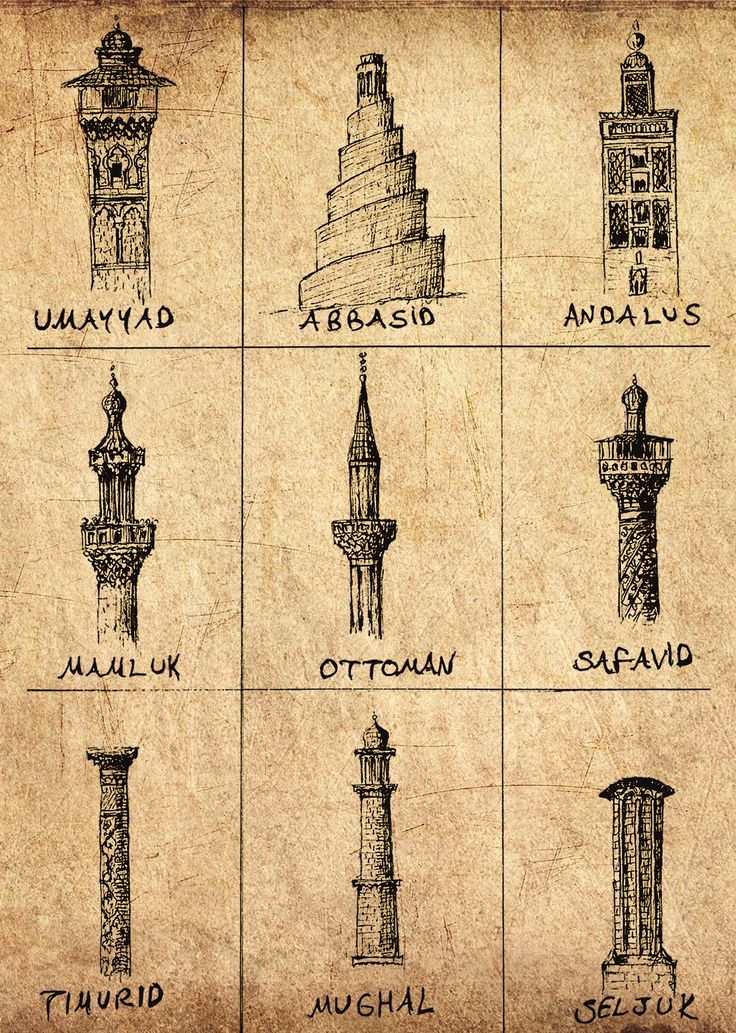 UMAYYAD
ABBASID
ANDALUS
MAMLUK
OTTOMAN
SAFAVID
TIMURID
MUGHAL
SELJUK